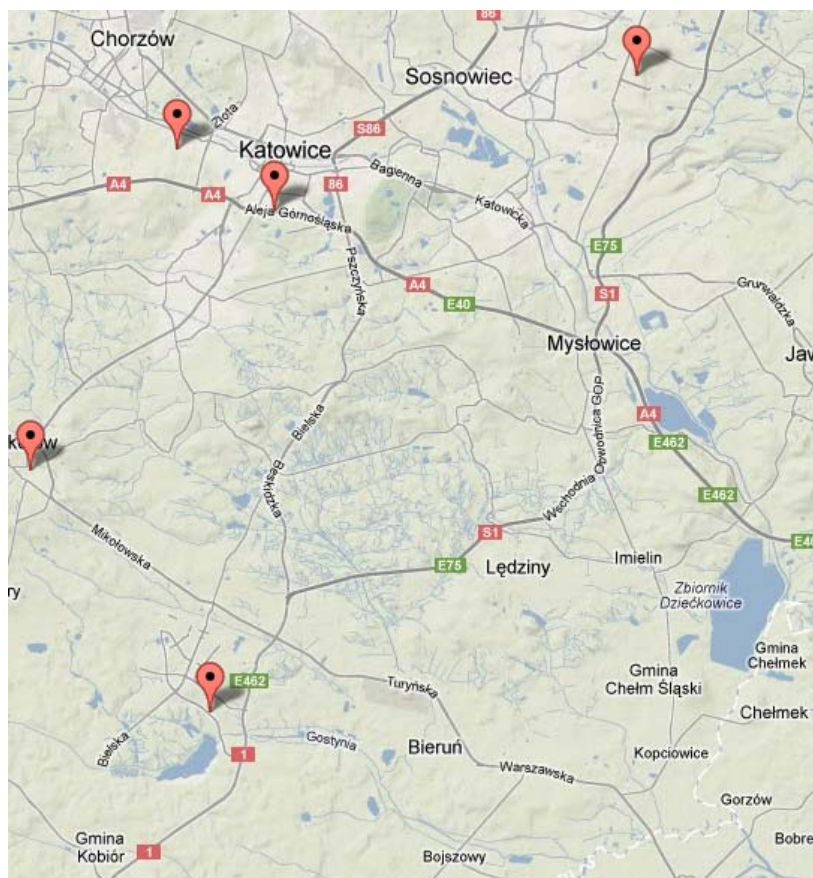 86
Chorzów
Sosnowiec
Złota
S86
Katowice
86
Bagienna
A4
A4
Katowicka
Aleja Górnośląska
E75
Pszczyńska
A4
S1
Grunwaldzka
E40
Mysłowice
Jaw
A4
Bielska
E462
Wschodnia Obwodnica GOP
Beskidzka
E462
S1
Mikołowska
E40
Imielin
E75
Lędziny
ry
Zbiornik
Dziećkowice
Gmina
Chełmek
E462
Turyńska
Gmina
Chełm Śląski
Chełmek
Bielska
1
Gostynia
Bieruń
Kopciowice
Warszawska
Gorzów
Gmina
Kobiór
1
Bojszowy
Bobre